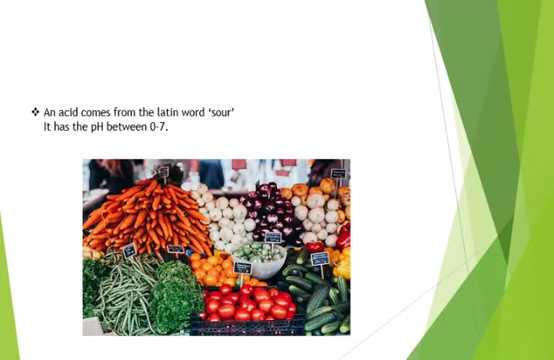 ❖ An acid comes from the latin word ‘sour’
It has the pH between 0-7.